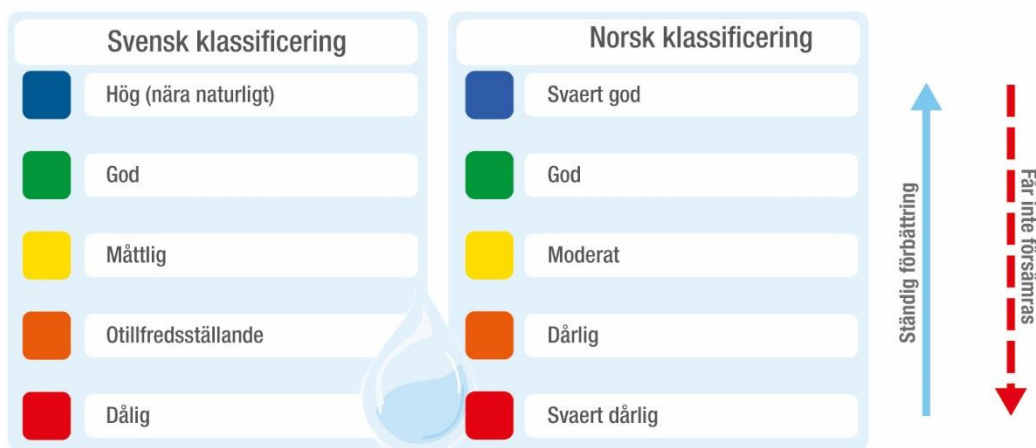 Svensk klassificering
Hög (nära naturligt)
God
Måttlig
Otillfredsställande
Dålig
Norsk klassificering
Svaert god
God
Moderat
Dårlig
Svaert dårlig
Ständig förbättring
Får inte försämras